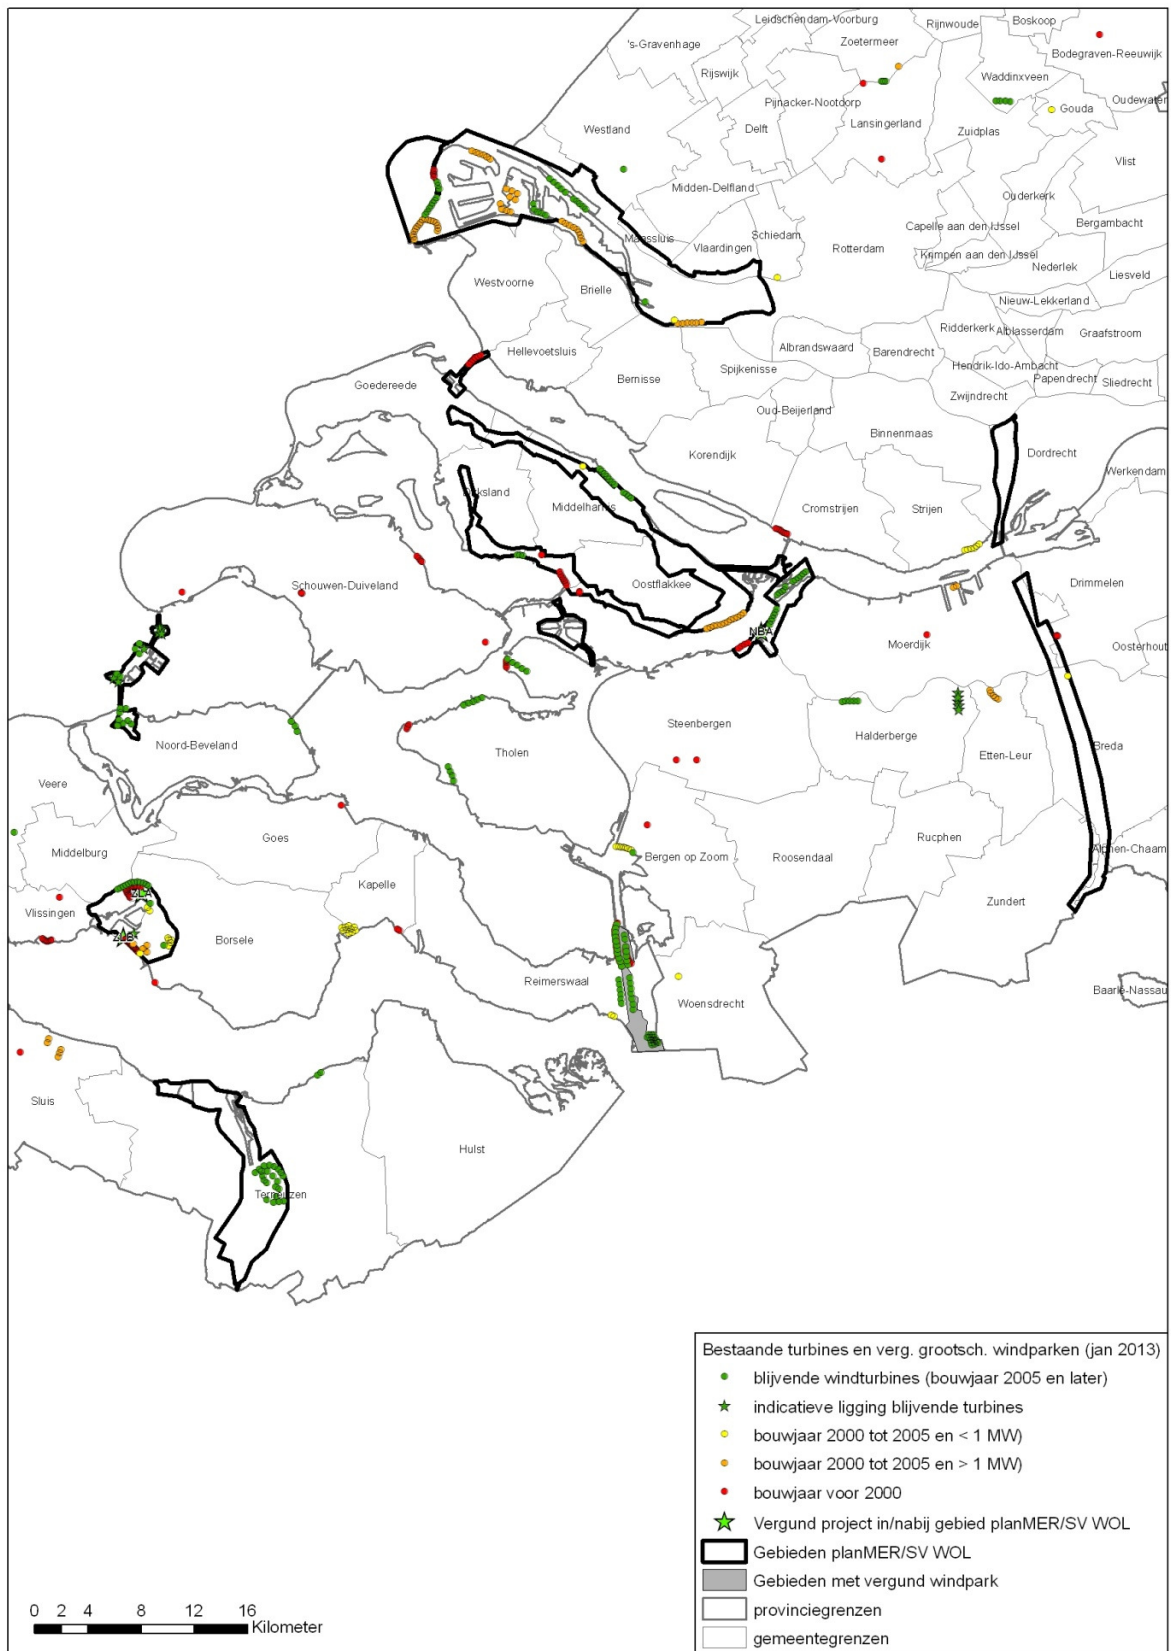 Leidschendam-Voorburg
Rijnwoude
Boskoop
's-Gravenhage
Zoetermeer
Bodegraven-Reeuwijk
Rijswijk
Waddinxveen
Pijnacker-Nootdorp
Gouda
Oudewater
Westland
Delft
Lansingerland
Zuidplas
Vlist
Midden-Delfland
Ouderkerk
Maassluis
Vlaardingen
Schiedam
Rotterdam
Capelle aan den IJssel
Bergambacht
Krimpen aan den IJssel
Nederlek
Liesveld
Westvoorne
Brielle
Nieuw-Lekkerland
Ridderkerk
Alblasserdam
Graafstroom
Hellevoetsluis
Albrandswaard
Barendrecht
Hendrik-Ido-Ambacht
Goedereede
Bernisse
Spijkenisse
Papendrecht
Sliedrecht
Zwijndrecht
Oud-Beijerland
Binnenmaas
Dordrecht
Korendijk
Werkendam
Dirksland
Middelharnis
Cromstrijen
Strijen
Schouwen-Duiveland
Oostflakkee
Drimmelen
NBA
Moerdijk
Oosterhout
Steenbergen
Halderberge
Noord-Beveland
Tholen
Etten-Leur
Breda
Veere
Goes
Rucphen
Middelburg
Bergen op Zoom
Roosendaal
Alphen-Chaam
Kapelle
ZLA
Zundert
Vlissingen
ZLB
Borsele
Reimerswaal
Woensdrecht
Baarle-Nassau
Sluis
Hulst
Terneuzen
Bestaande turbines en verg. grootsch. windparken (jan 2013)
blijvende windturbines (bouwjaar 2005 en later)
indicatieve ligging blijvende turbines
bouwjaar 2000 tot 2005 en < 1 MW)
bouwjaar 2000 tot 2005 en > 1 MW)
bouwjaar voor 2000
Vergund project in/nabij gebied planMER/SV WOL
Gebieden planMER/SV WOL
Gebieden met vergund windpark
provinciegrenzen
gemeentegrenzen
0 2 4 8 12 16
Kilometer